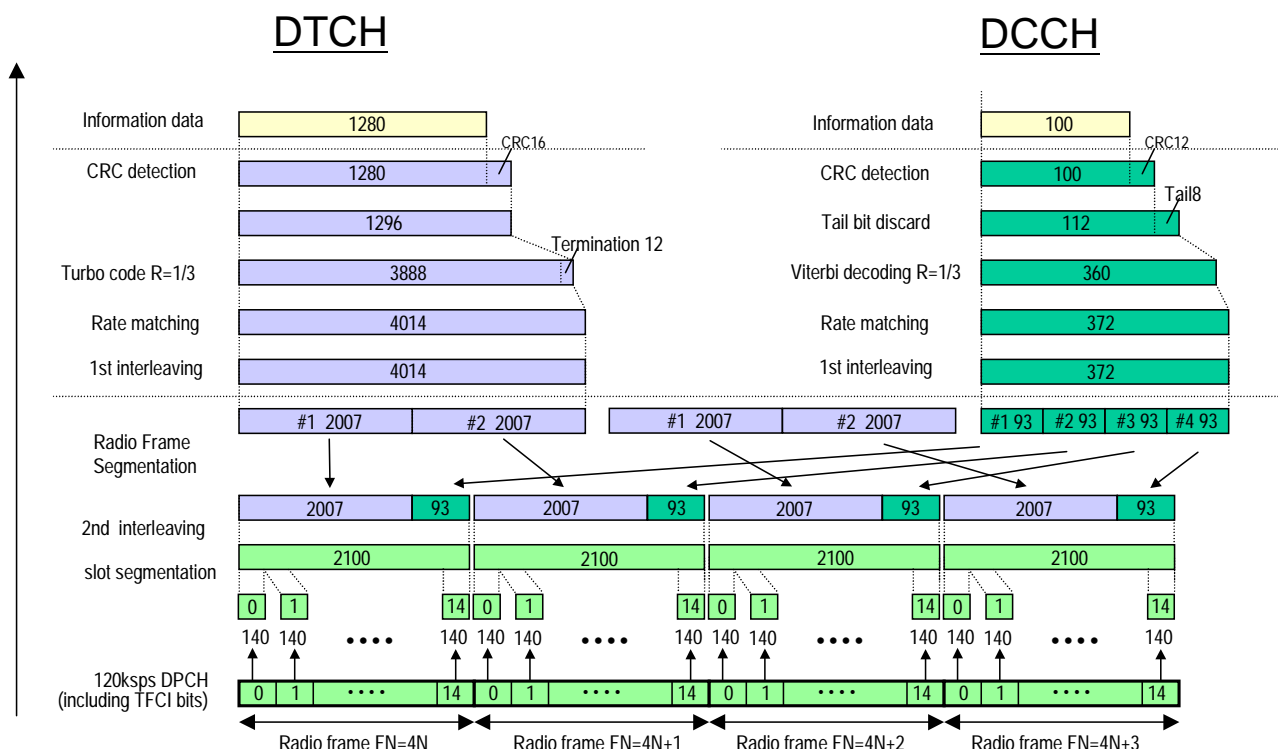 DTCH DCCH
Information data 1280 Information data 100
CRC16 CRC12
CRC detection 1280 CRC detection 100
Tail8
1296 Tail bit discard 112
Termination 12
Turbo code R=1/3 3888 Viterbi decoding R=1/3 360
Rate matching 4014 Rate matching 372
1st interleaving 4014 1st interleaving 372
#1 2007 #2 2007 #1 2007 #2 2007 #1 93 #2 93 #3 93 #4 93
Radio Frame
Segmentation
2007 93 2007 93 2007 93 2007 93
2nd interleaving
2100 2100 2100 2100
slot segmentation
0 1 14 0 1 14 0 1 14 0 1 14
140 140 •••• 140 140 140 •••• 140 140 140 •••• 140 140 140 •••• 140
120ksps DPCH
(including TFCI bits)
0 1 •••• 14 0 1 •••• 14 0 1 •••• 14 0 1 •••• 14
Radio frame FN=4N Radio frame FN=4N+1 Radio frame FN=4N+2 Radio frame FN=4N+3